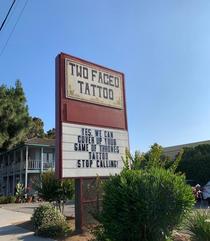 TWO FACED
TATTOO
YES, WE CAN
COVER UP YOUR
GAME OF THRONES
TATTOO
STOP CALLING!